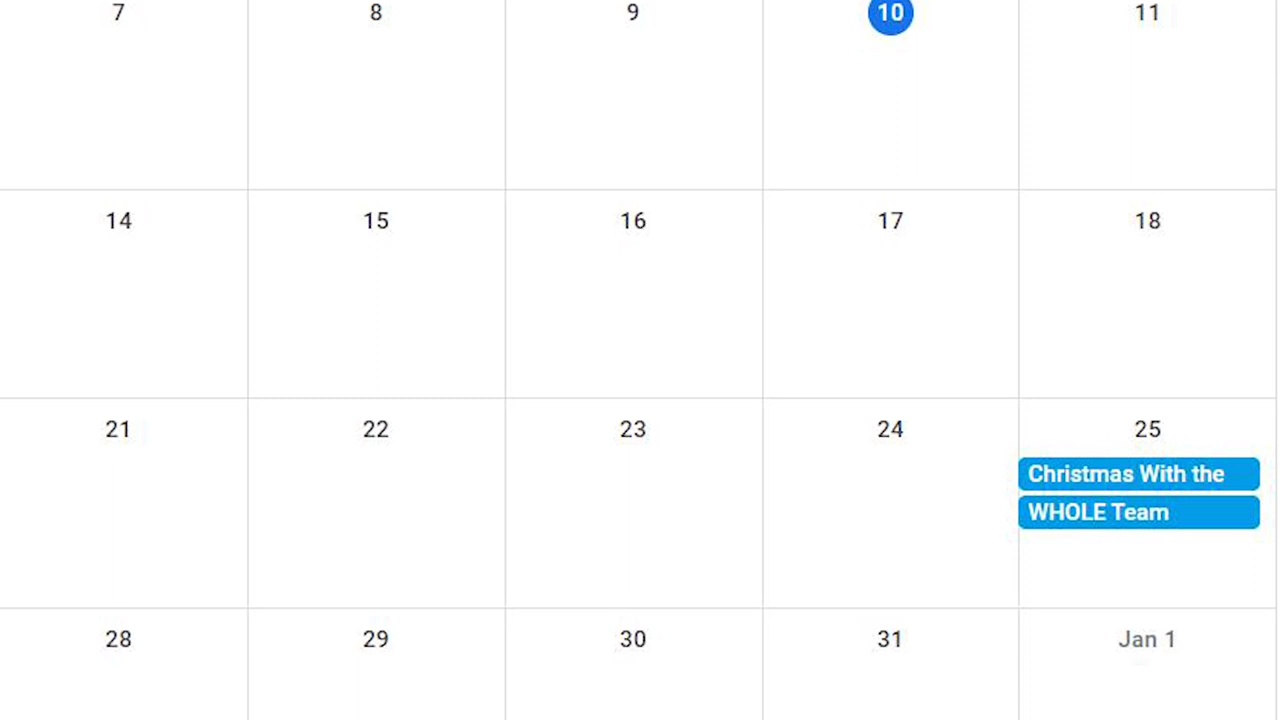 7 8 9 10 11
14 15 16 17 18
21 22 23 24 25
Christmas With the
WHOLE Team
28 29 30 31 Jan 1